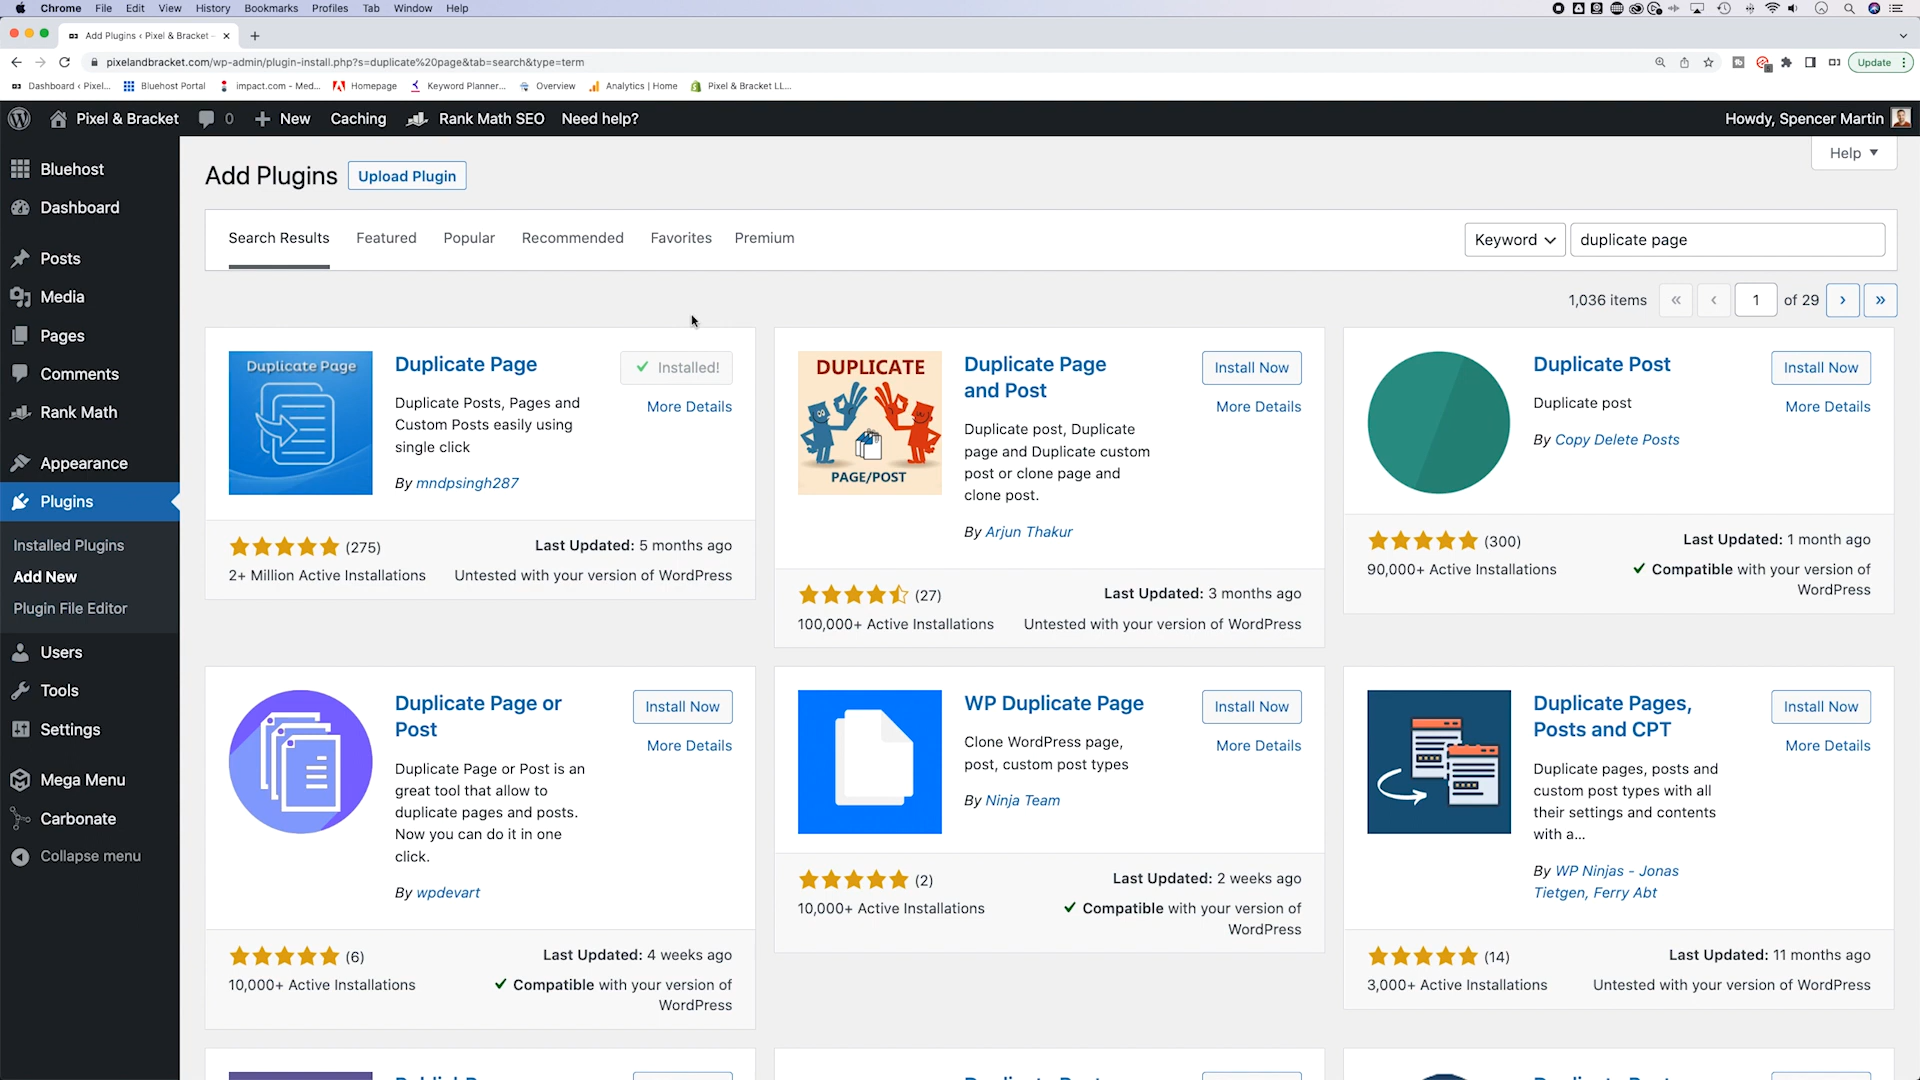 Chrome File Edit View History Bookmarks Profiles Tab Window Help
Add Plugins ‹ Pixel & Bracket –
pixelandbracket.com/wp-admin/plugin-install.php?s=duplicate%20page&tab=search&type=term
Update
Dashboard ‹ Pixel... Bluehost Portal impact.com - Med... Homepage Keyword Planner... Overview Analytics | Home Pixel & Bracket LL...
Pixel & Bracket 0 New Caching Rank Math SEO Need help? Howdy, Spencer Martin
Bluehost
Dashboard
Posts
Media
Pages
Comments
Rank Math
Appearance
Plugins
Installed Plugins
Add New
Plugin File Editor
Users
Tools
Settings
Mega Menu
Carbonate
Collapse menu
Help
Add Plugins Upload Plugin
Search Results Featured Popular Recommended Favorites Premium Keyword duplicate page
1,036 items « ‹ 1 of 29 › »
Duplicate Page
Duplicate Page
Installed!
More Details
Duplicate Posts, Pages and
Custom Posts easily using
single click
By mndpsingh287
(275)
Last Updated: 5 months ago
2+ Million Active Installations
Untested with your version of WordPress
DUPLICATE
PAGE/POST
Duplicate Page
and Post
Install Now
More Details
Duplicate post, Duplicate
page and Duplicate custom
post or clone page and
clone post.
By Arjun Thakur
(27)
Last Updated: 3 months ago
100,000+ Active Installations
Untested with your version of WordPress
Duplicate Post
Install Now
More Details
Duplicate post
By Copy Delete Posts
(300)
Last Updated: 1 month ago
90,000+ Active Installations
Compatible with your version of
WordPress
Duplicate Page or
Post
Install Now
More Details
Duplicate Page or Post is an
great tool that allow to
duplicate pages and posts.
Now you can do it in one
click.
By wpdevart
(6)
Last Updated: 4 weeks ago
10,000+ Active Installations
Compatible with your version of
WordPress
WP Duplicate Page
Install Now
More Details
Clone WordPress page,
post, custom post types
By Ninja Team
(2)
Last Updated: 2 weeks ago
10,000+ Active Installations
Compatible with your version of
WordPress
Duplicate Pages,
Posts and CPT
Install Now
More Details
Duplicate pages, posts and
custom post types with all
their settings and contents
with a...
By WP Ninjas - Jonas
Tietgen, Ferry Abt
(14)
Last Updated: 11 months ago
3,000+ Active Installations
Untested with your version of WordPress